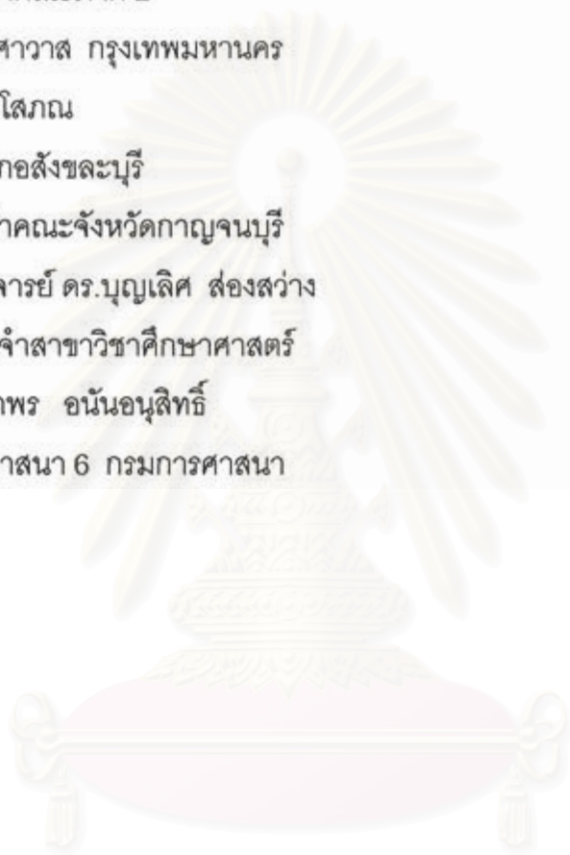 ศาวาส กรุงเทพมหานคร
โสภณ
กอสังขละบุรี
าคณะจังหวัดกาญจนบุรี
จารย์ ดร.บุญเลิศ ส่องสว่าง
จำสาขาวิชาศึกษาศาสตร์
าพร อนันอนุสิทธิ์
าสนา 6 กรมการศาสนา